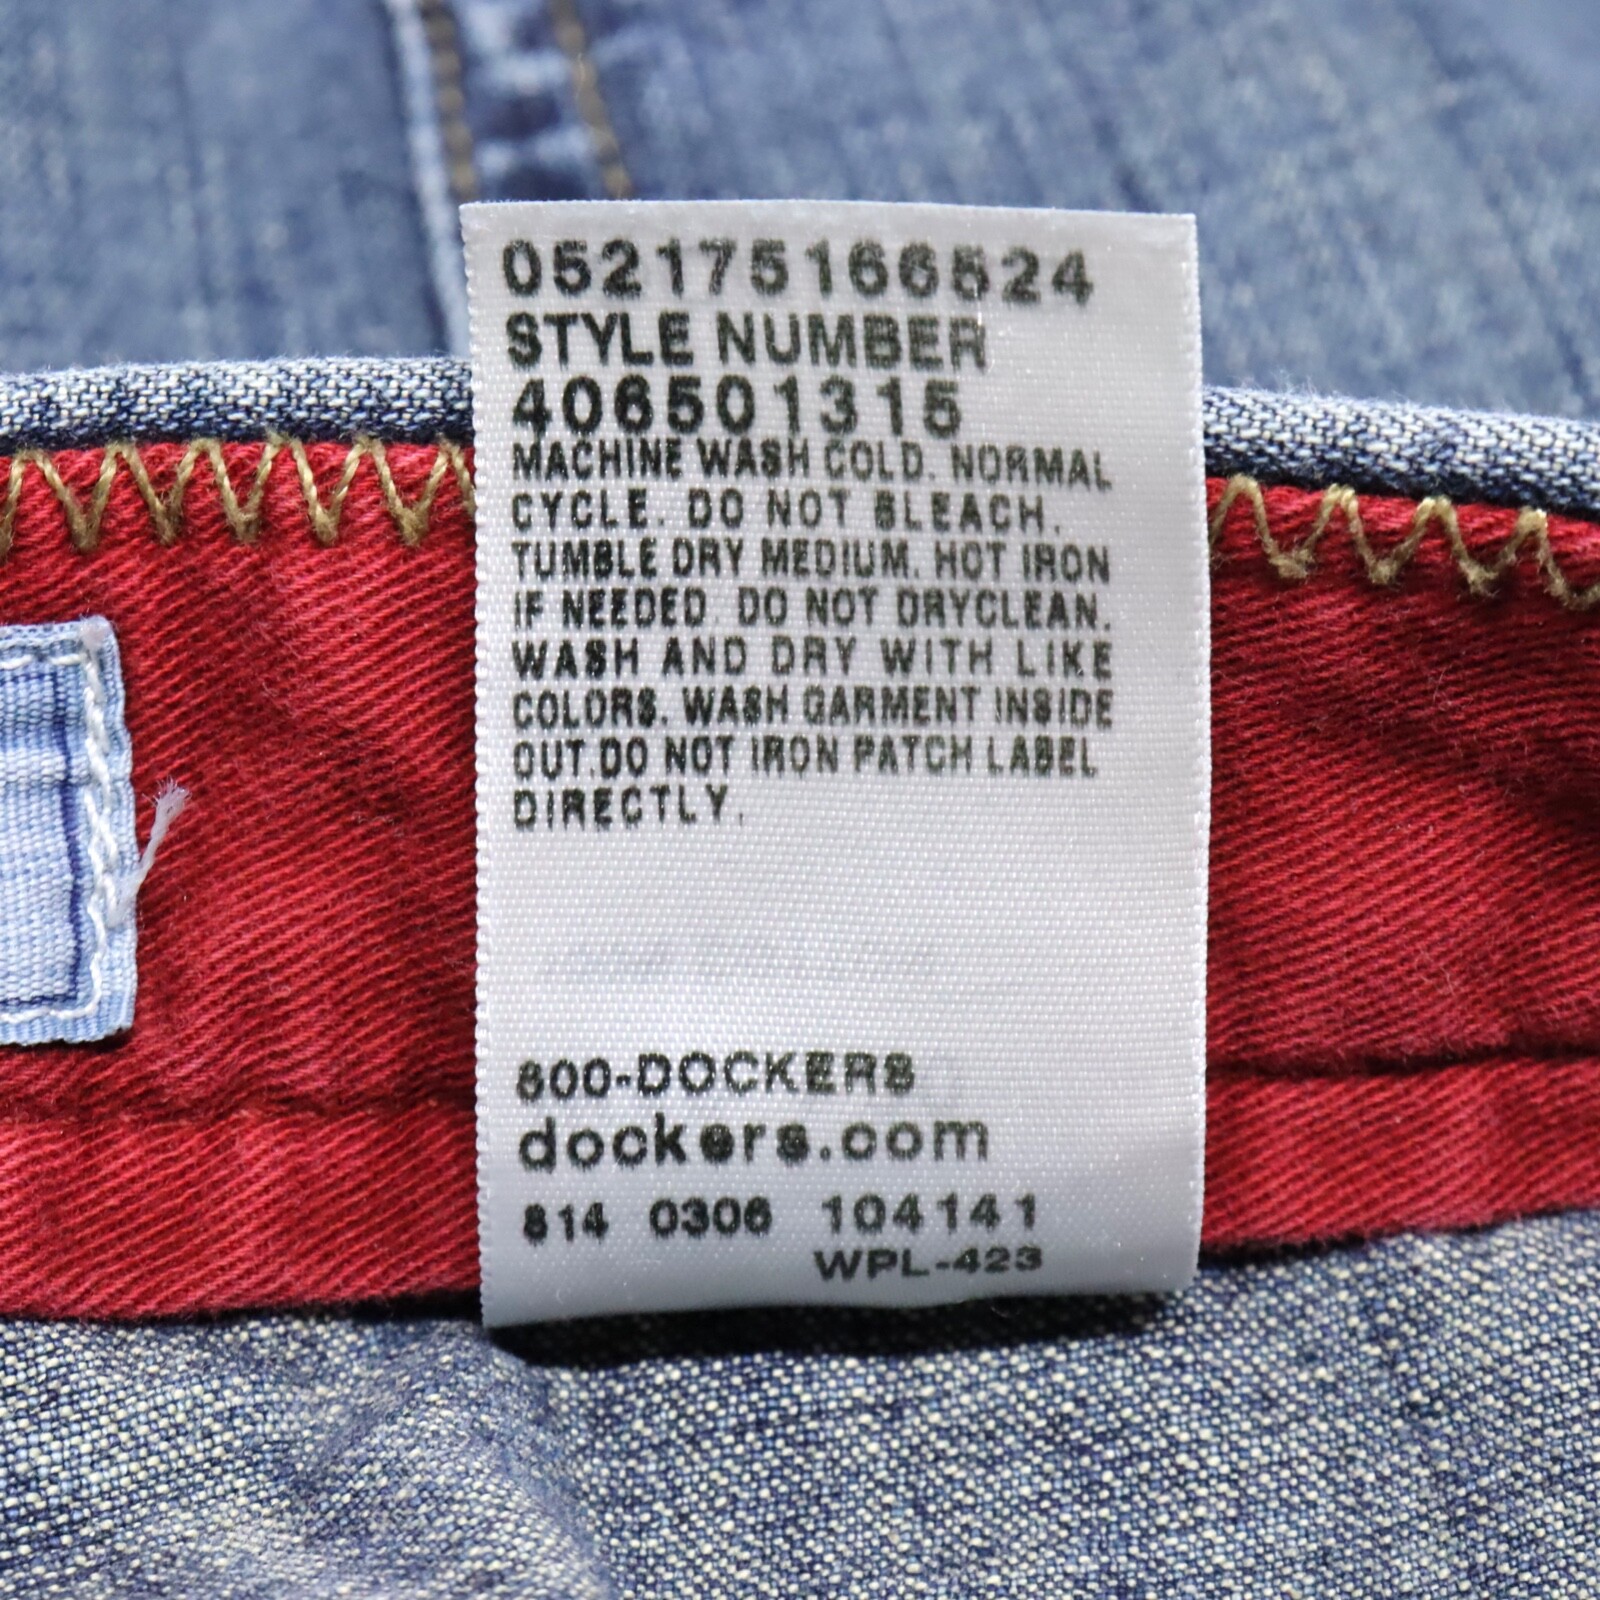 052175166524
STYLE NUMBER
406501315
MACHINE WASH COLD. NORMAL
CYCLE. DO NOT BLEACH.
TUMBLE DRY MEDIUM. HOT IRON
IF NEEDED. DO NOT DRYCLEAN.
WASH AND DRY WITH LIKE
COLORS. WASH GARMENT INSIDE
OUT.DO NOT IRON PATCH LABEL
DIRECTLY.
800-DOCKERS
dockers.com
814 0306 104141
WPL-423